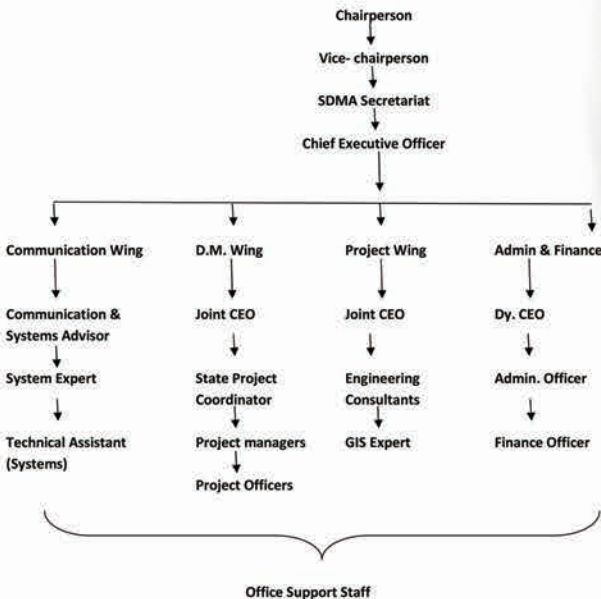 Chairperson
Vice- chairperson
SDMA Secretariat
Chief Executive Officer
Communication Wing
D.M. Wing
Project Wing
Admin & Finance
Communication &
Systems Advisor
Joint CEO
Joint CEO
Dy. CEO
System Expert
State Project
Coordinator
Engineering
Consultants
Admin. Officer
Technical Assistant
(Systems)
Project managers
GIS Expert
Finance Officer
Project Officers
Office Support Staff